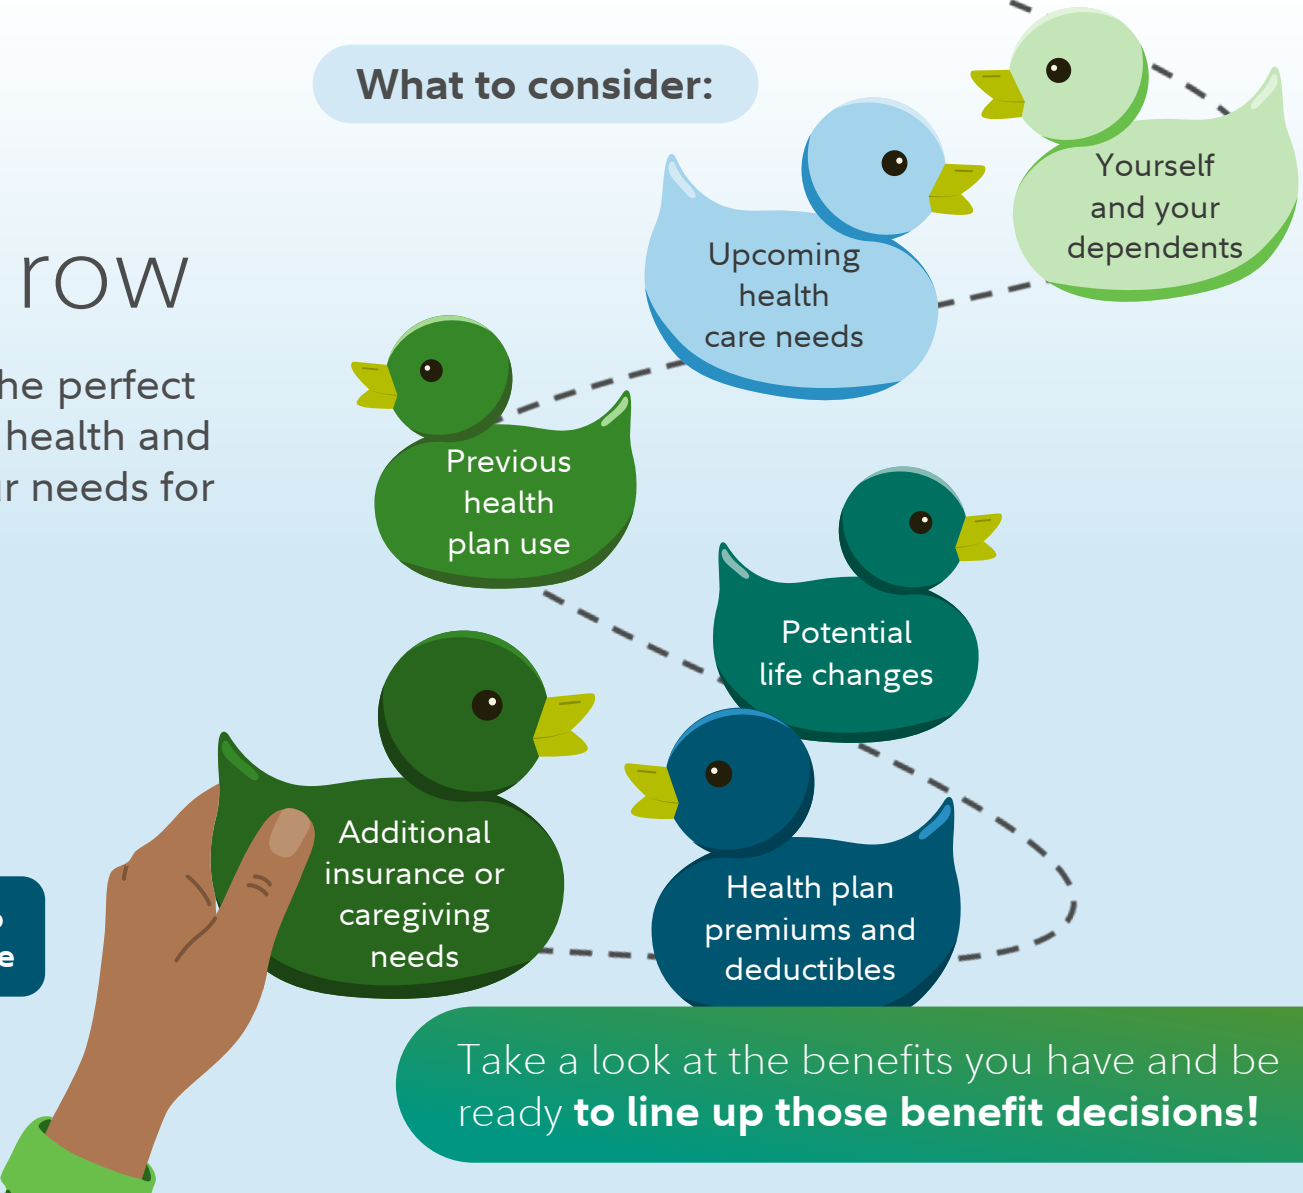 What to consider:
Yourself
and your
dependents
Upcoming
health
care needs
row
he perfect
health and
r needs for
Previous
health
plan use
Potential
life changes
Additional
insurance or
caregiving
needs
Health plan
premiums and
deductibles
e
Take a look at the benefits you have and be
ready to line up those benefit decisions!